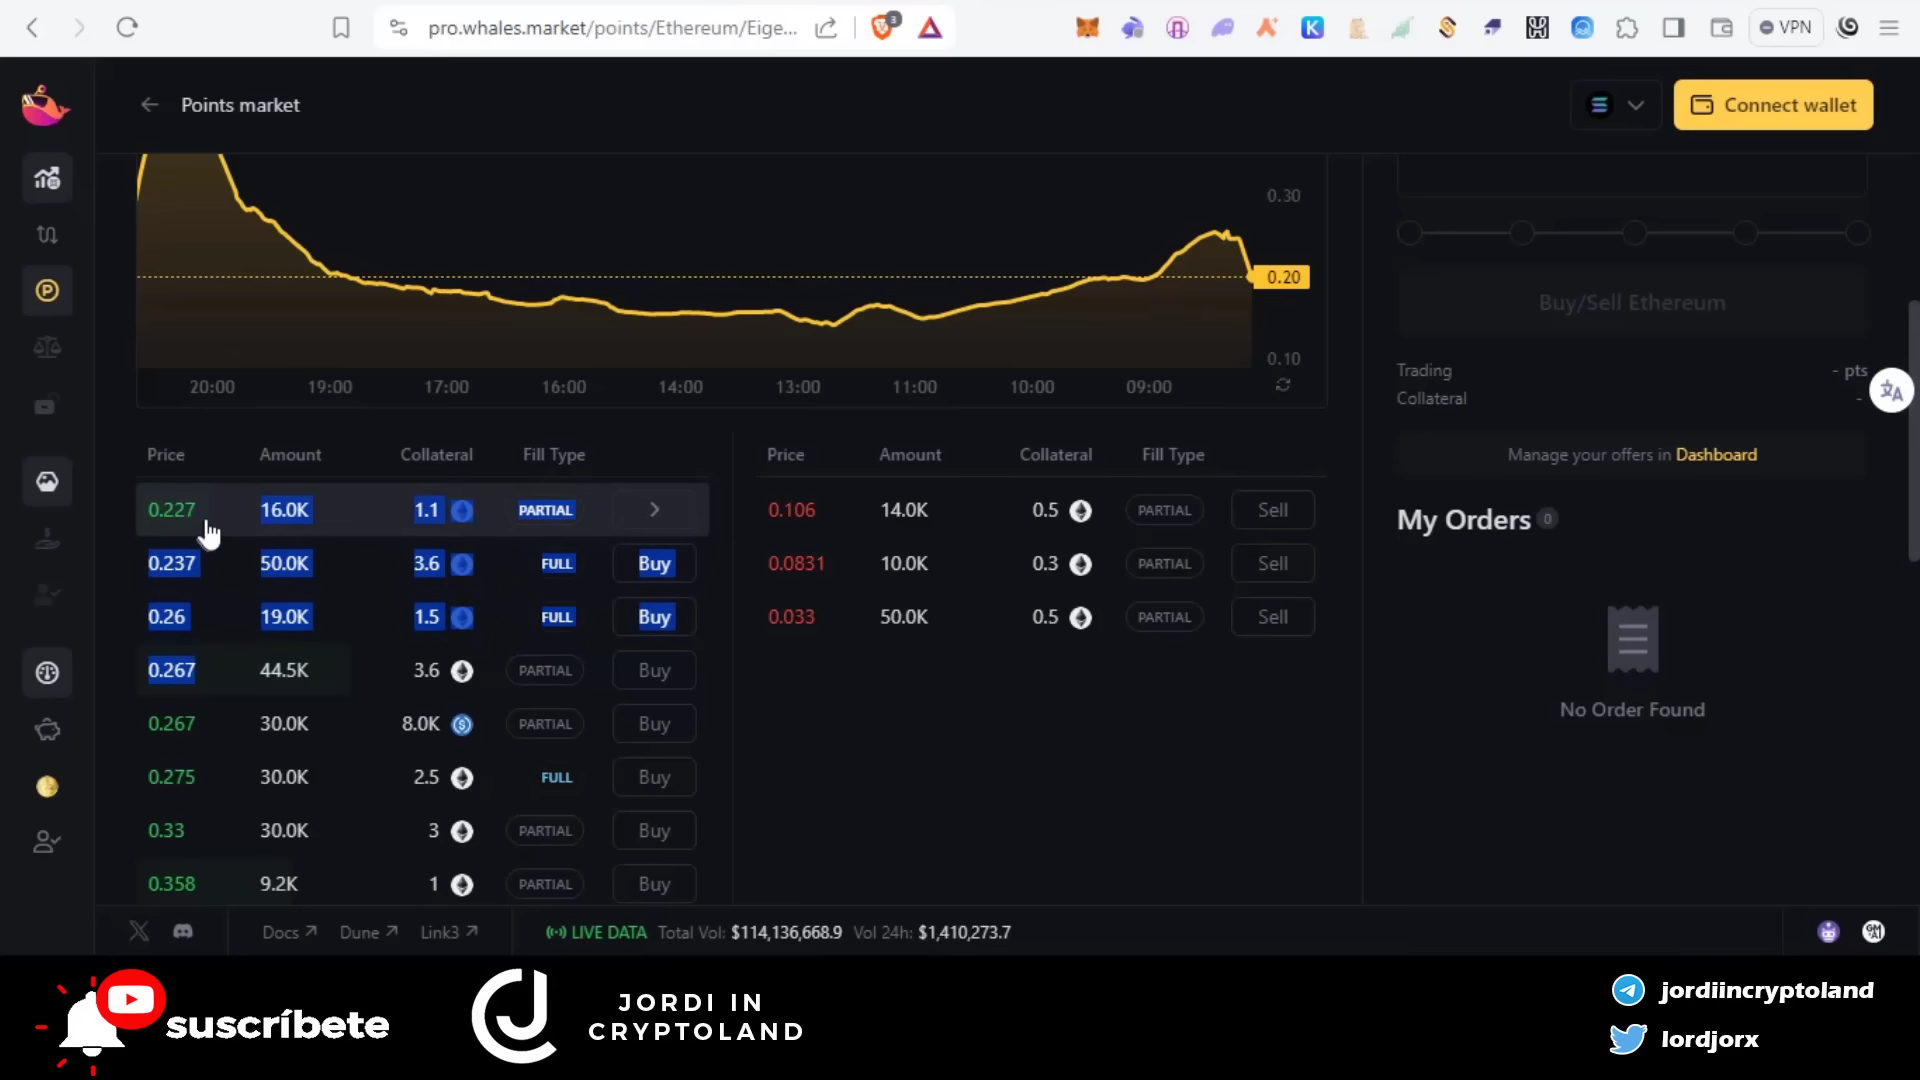 pro.whales.market/points/Ethereum/Eige...
3
K
VPN
Points market
Connect wallet
0.30
0.20
0.10
20:00 19:00 17:00 16:00 14:00 13:00 11:00 10:00 09:00
Buy/Sell Ethereum
Trading - pts
Collateral -
Manage your offers in Dashboard
My Orders 0
No Order Found
Price Amount Collateral Fill Type
0.227 16.0K 1.1 PARTIAL
0.237 50.0K 3.6 FULL Buy
0.26 19.0K 1.5 FULL Buy
0.267 44.5K 3.6 PARTIAL Buy
0.267 30.0K 8.0K PARTIAL Buy
0.275 30.0K 2.5 FULL Buy
0.33 30.0K 3 PARTIAL Buy
0.358 9.2K 1 PARTIAL Buy
Price Amount Collateral Fill Type
0.106 14.0K 0.5 PARTIAL Sell
0.0831 10.0K 0.3 PARTIAL Sell
0.033 50.0K 0.5 PARTIAL Sell
Docs Dune Link3 LIVE DATA Total Vol: $114,136,668.9 Vol 24h: $1,410,273.7
suscríbete
JORDI IN
CRYPTOLAND
jordiincryptoland
lordjorx